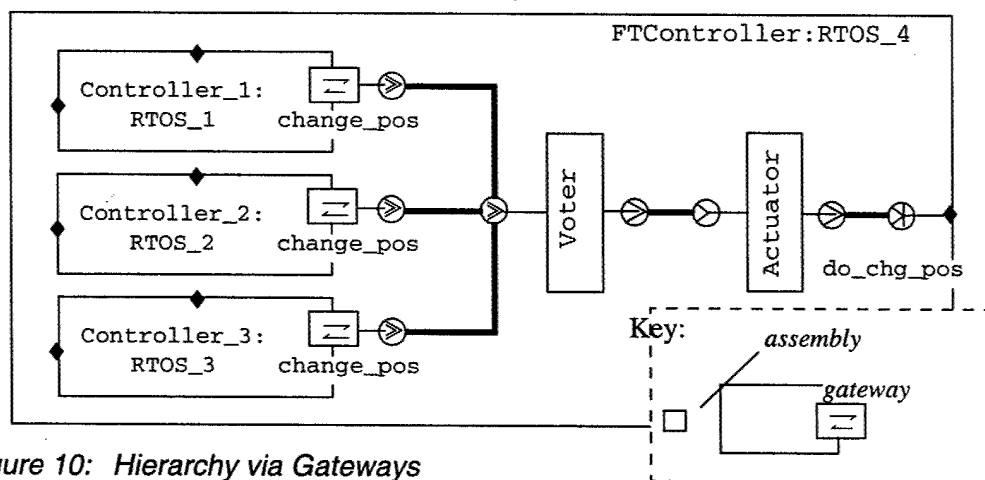 FTController:RTOS_4
Controller_1:
RTOS_1
change_pos
Controller_2:
RTOS_2
change_pos
Controller_3:
RTOS_3
change_pos
Voter
Actuator
do_chg_pos
Key:
assembly
gateway
ure 10: Hierarchy via Gateways